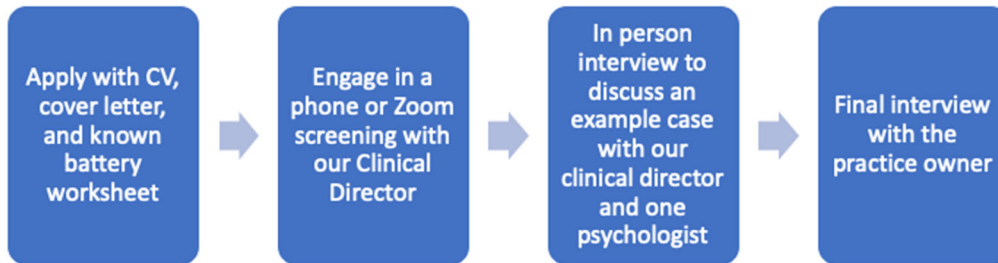 Apply with CV,
cover letter,
and known
battery
worksheet
Engage in a
phone or Zoom
screening with
our Clinical
Director
In person
interview to
discuss an
example case
with our
clinical director
and one
psychologist
Final interview
with the
practice owner